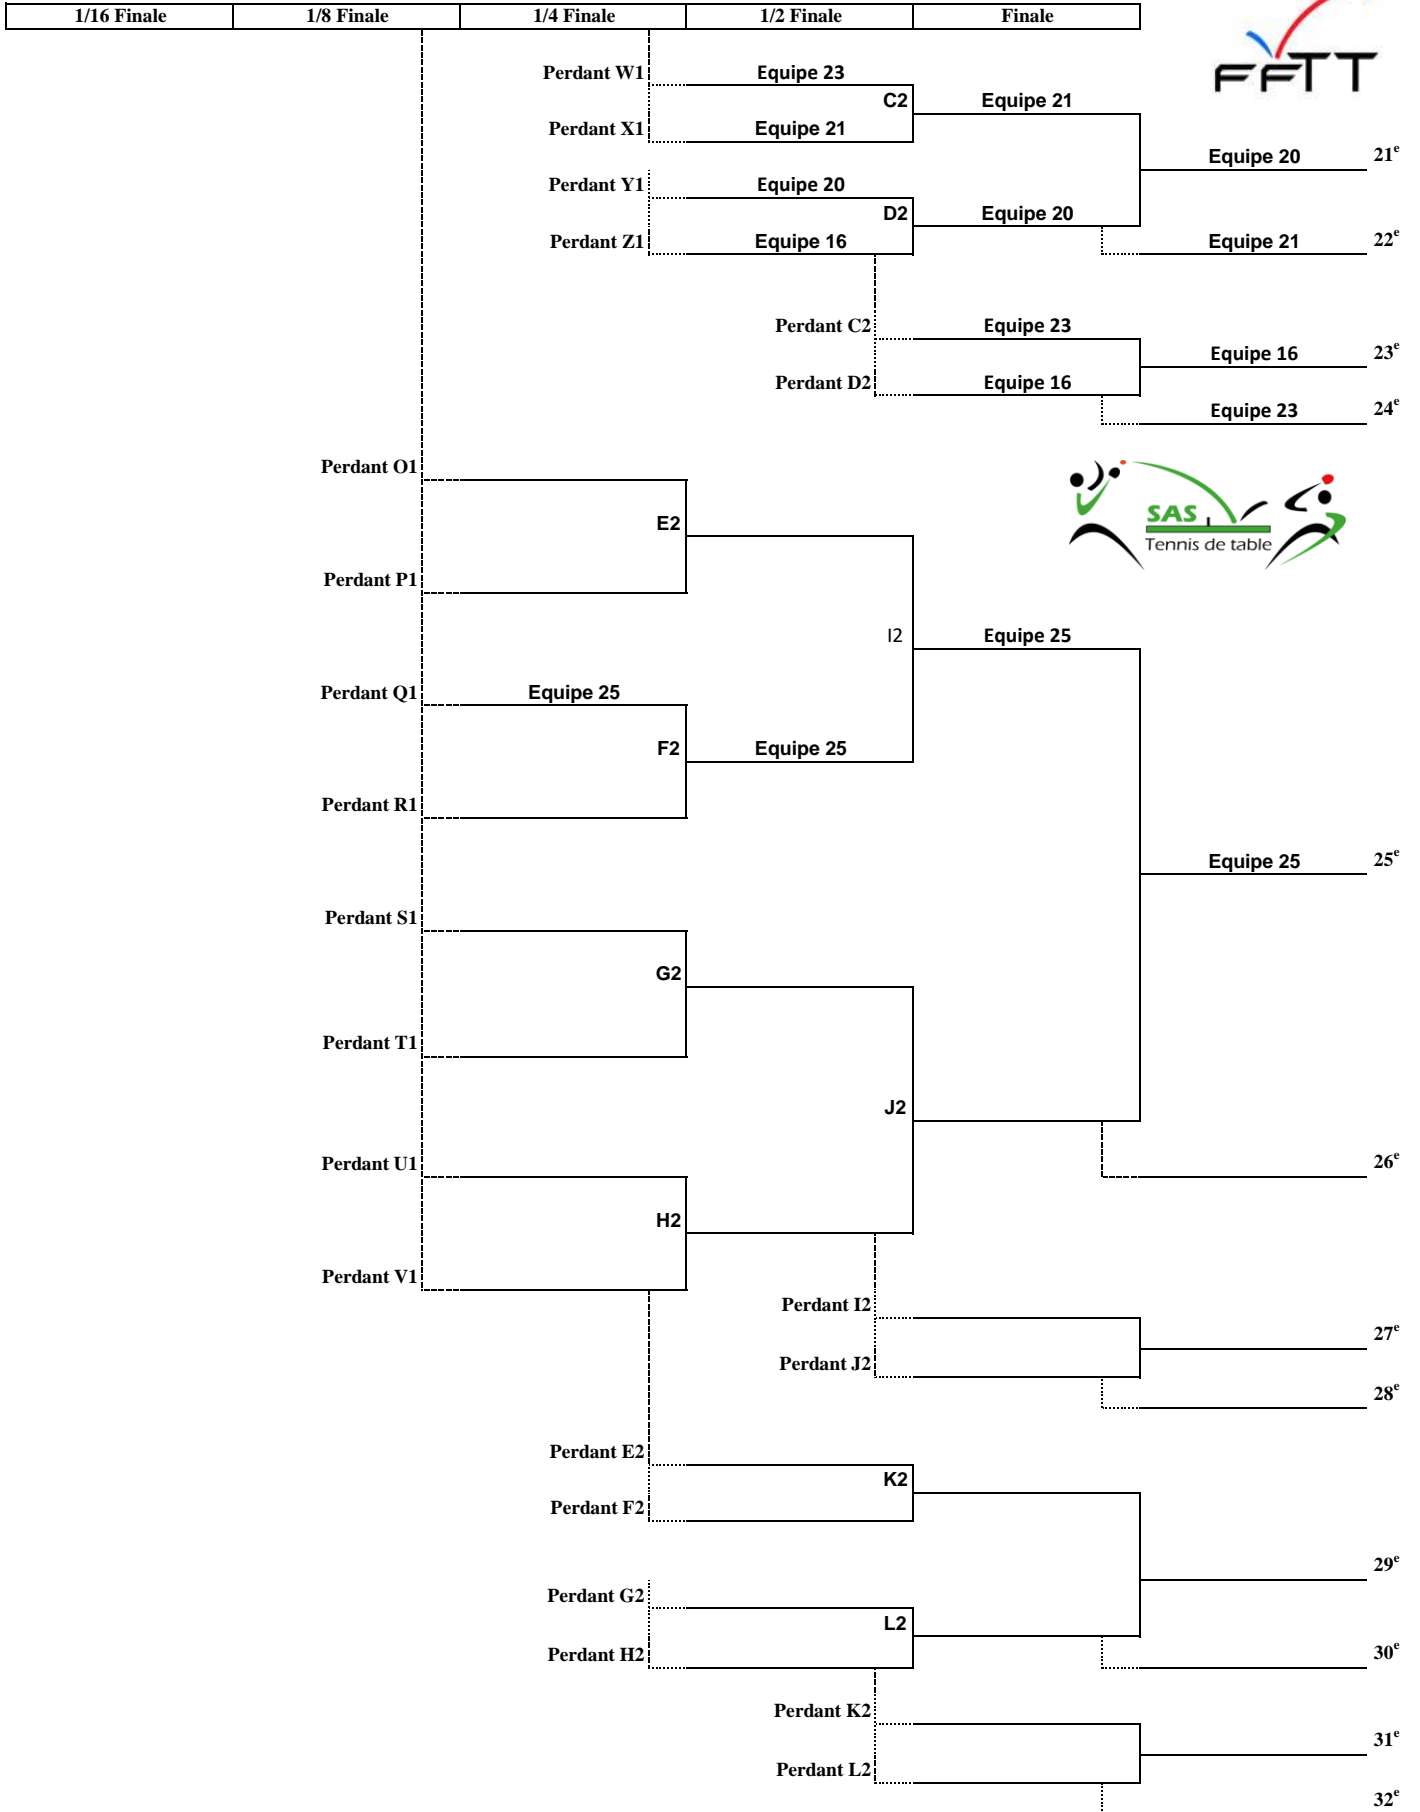 1/16 Finale 1/8 Finale 1/4 Finale 1/2 Finale Finale
FFTT
Perdant W1 Equipe 23
C2 Equipe 21
Perdant X1 Equipe 21
Equipe 20 21e
Perdant Y1 Equipe 20
D2 Equipe 20
Perdant Z1 Equipe 16 Equipe 21 22e
Perdant C2 Equipe 23
Equipe 16 23e
Perdant D2 Equipe 16
Equipe 23 24e
Perdant O1
SAS
E2
Tennis de table
Perdant P1
I2 Equipe 25
Perdant Q1 Equipe 25
F2 Equipe 25
Perdant R1
Equipe 25 25e
Perdant S1
G2
Perdant T1
J2
Perdant U1 26e
H2
Perdant V1
Perdant I2
27e
Perdant J2
28e
Perdant E2
K2
Perdant F2
29e
Perdant G2
L2
Perdant H2 30e
Perdant K2
31e
Perdant L2
32e